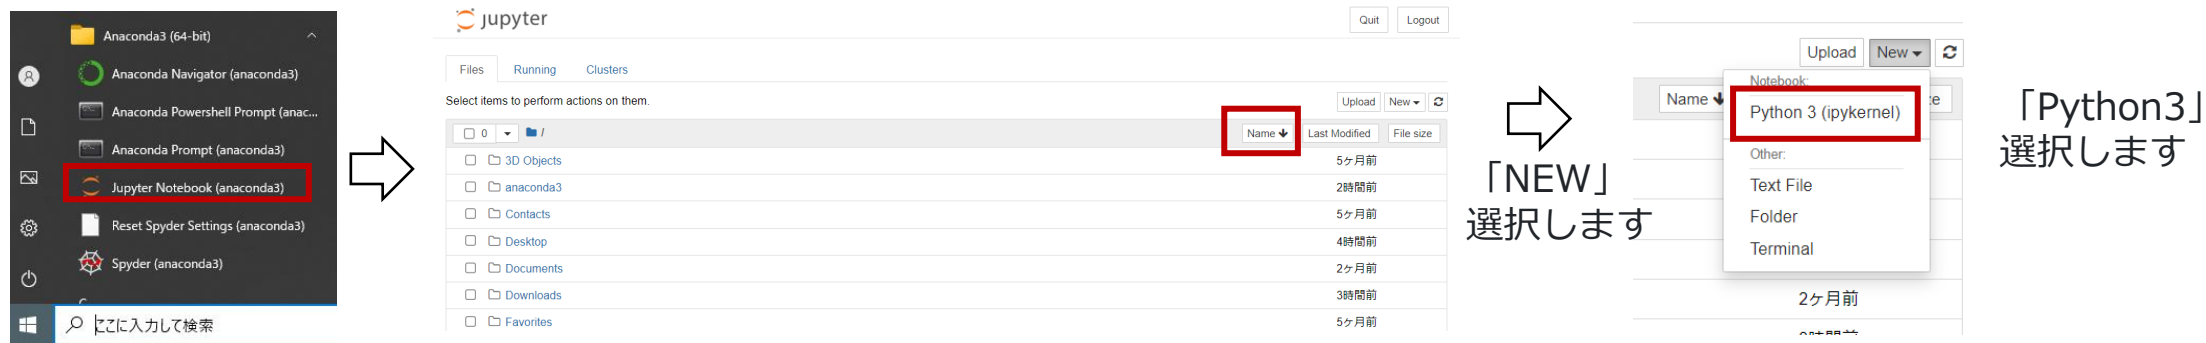 Anaconda3 (64-bit)
Anaconda Navigator (anaconda3)
Anaconda Powershell Prompt (anac...
Anaconda Prompt (anaconda3)
Jupyter Notebook (anaconda3)
Reset Spyder Settings (anaconda3)
Spyder (anaconda3)
ここに入力して検索
jupyter
Quit Logout
Files Running Clusters
Select items to perform actions on them.
Upload New
0 / Name Last Modified File size
3D Objects 5ヶ月前
anaconda3 2時間前
Contacts 5ヶ月前
Desktop 4時間前
Documents 2ヶ月前
Downloads 3時間前
Favorites 5ヶ月前
「NEW」
選択します
Upload New
Notebook:
Name
Python 3 (ipykernel)
Other:
Text File
Folder
Terminal
2ヶ月前
「Python3」
選択します